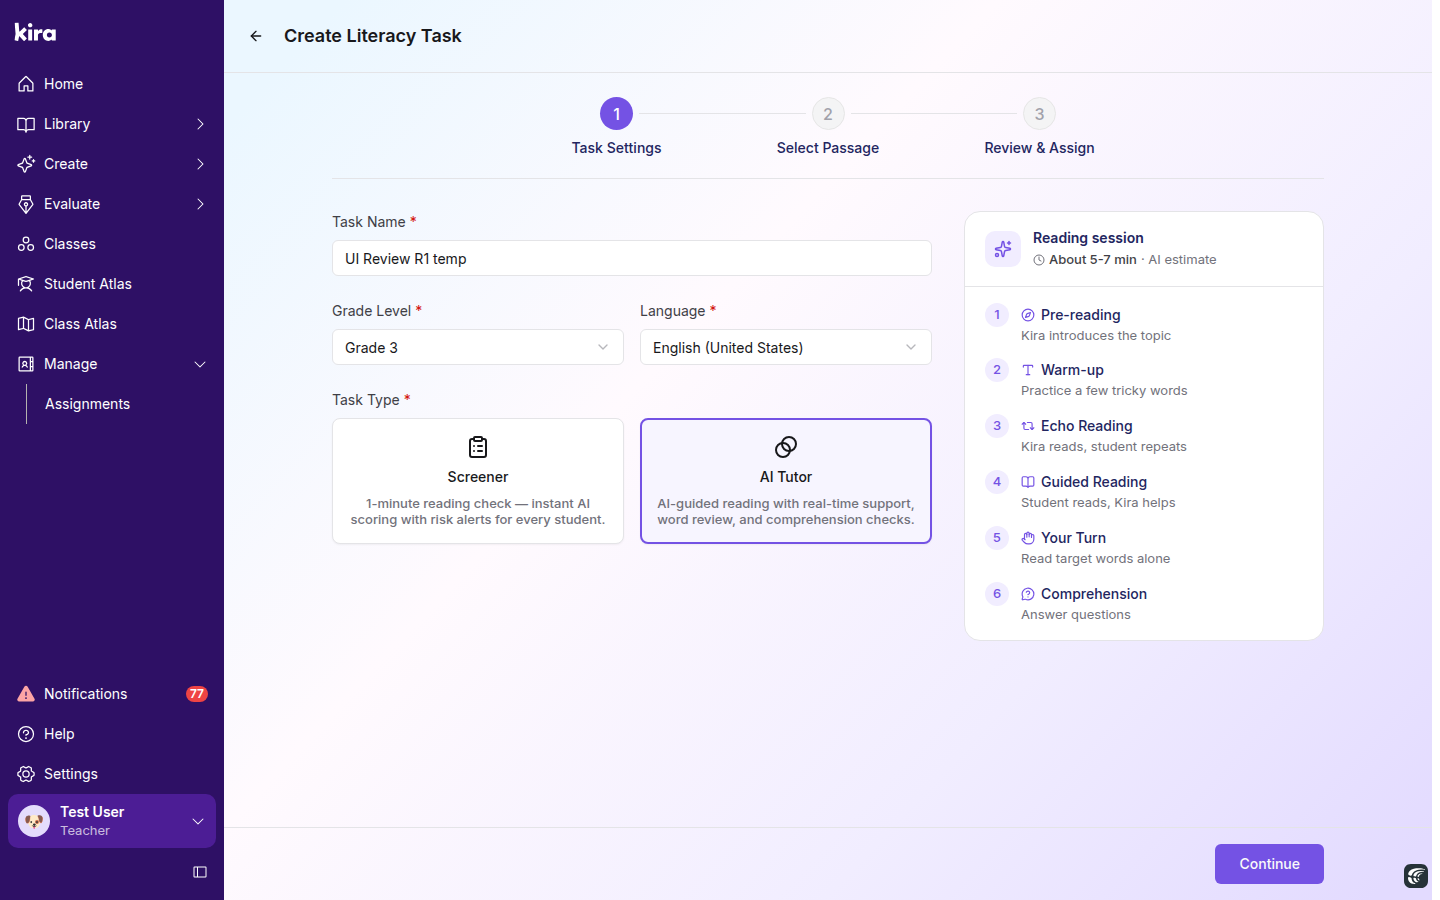 kira
Home
Library
Create
Evaluate
Classes
Student Atlas
Class Atlas
Manage
Assignments
Notifications
77
Help
Settings
Test User
Teacher
Create Literacy Task
1
2
3
Task Settings
Select Passage
Review & Assign
Task Name *
UI Review R1 temp
Grade Level *
Language *
Grade 3
English (United States)
Task Type *
Screener
1-minute reading check — instant AI
scoring with risk alerts for every student.
AI Tutor
AI-guided reading with real-time support,
word review, and comprehension checks.
Reading session
About 5-7 min · AI estimate
1
Pre-reading
Kira introduces the topic
2
Warm-up
Practice a few tricky words
3
Echo Reading
Kira reads, student repeats
4
Guided Reading
Student reads, Kira helps
5
Your Turn
Read target words alone
6
Comprehension
Answer questions
Continue